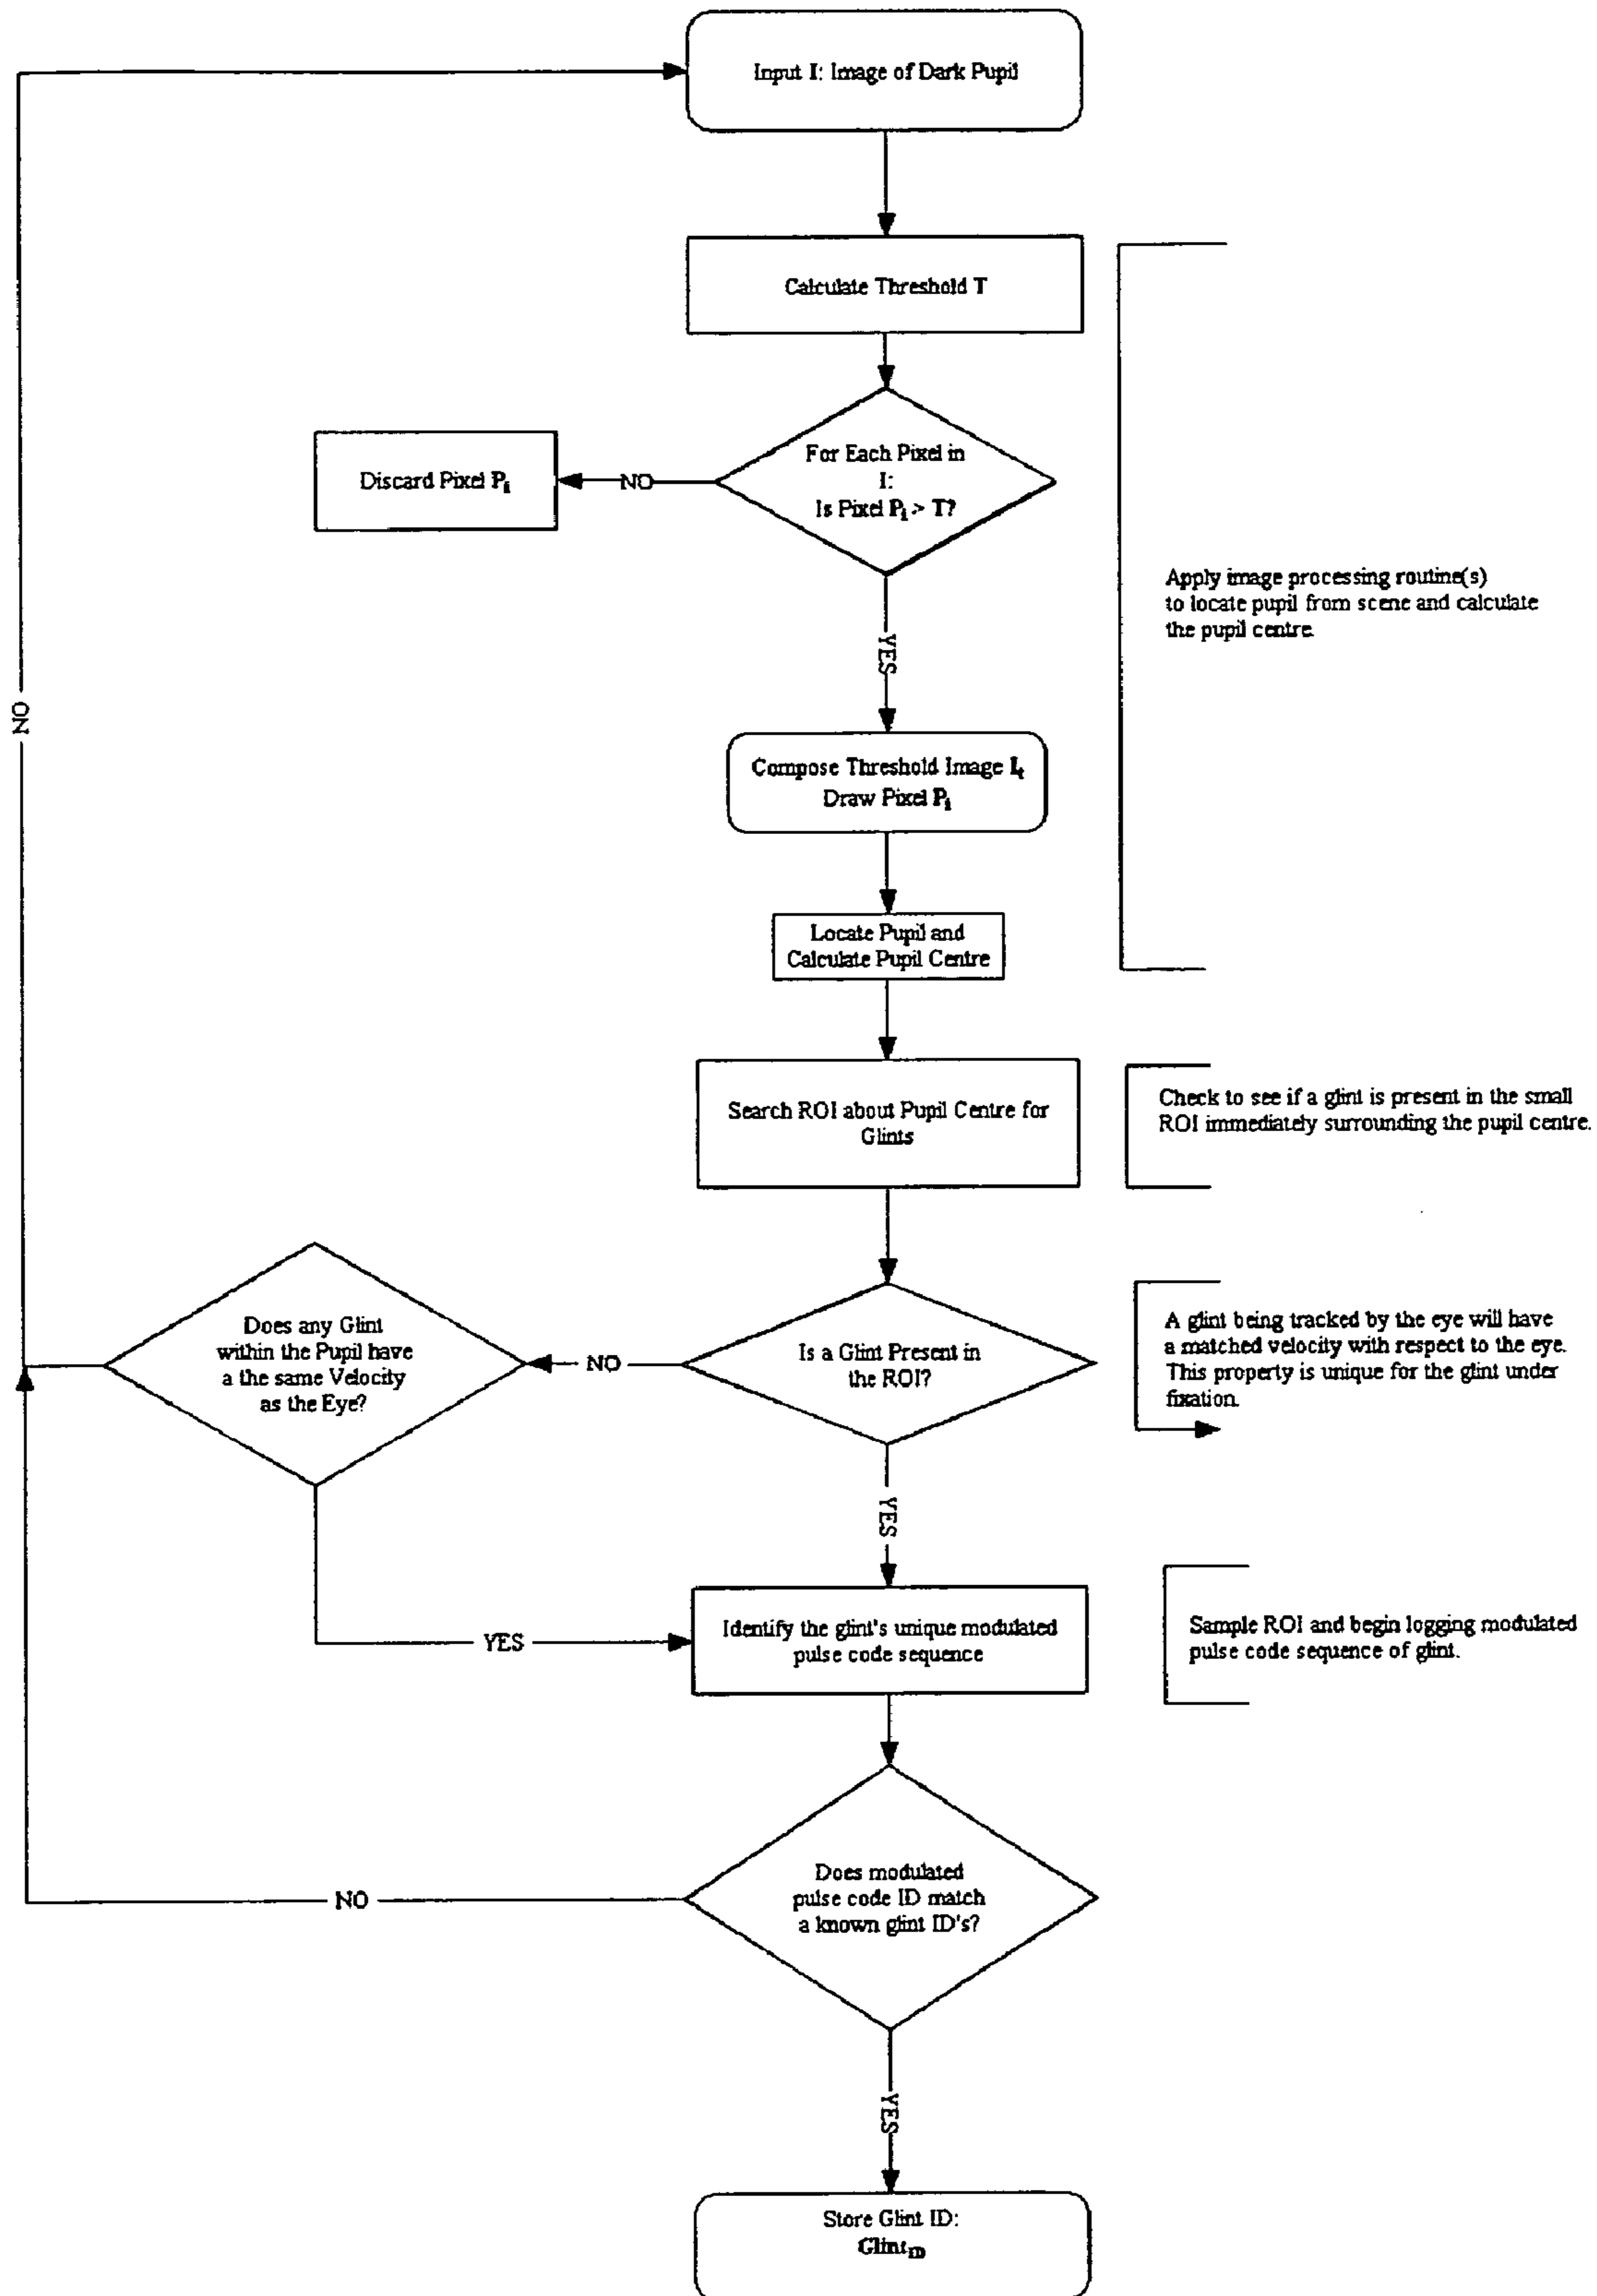 Input I: Image of Dark Pupil
Calculate Threshold T
For Each Pixel in
I:
Is Pixel Pi > T?
NO
Discard Pixel Pi
Apply image processing routine(s)
to locate pupil from scene and calculate
the pupil centre.
YES
NO
Compose Threshold Image It
Draw Pixel Pi
Locate Pupil and
Calculate Pupil Centre
Search ROI about Pupil Centre for
Glints
Check to see if a glint is present in the small
ROI immediately surrounding the pupil centre.
Does any Glint
within the Pupil have
a the same Velocity
as the Eye?
NO
Is a Glint Present in
the ROI?
A glint being tracked by the eye will have
a matched velocity with respect to the eye.
This property is unique for the glint under
fixation.
YES
YES
Identify the glint's unique modulated
pulse code sequence
Sample ROI and begin logging modulated
pulse code sequence of glint.
Does modulated
pulse code ID match
a known glint ID's?
NO
YES
Store Glint ID:
GlintID